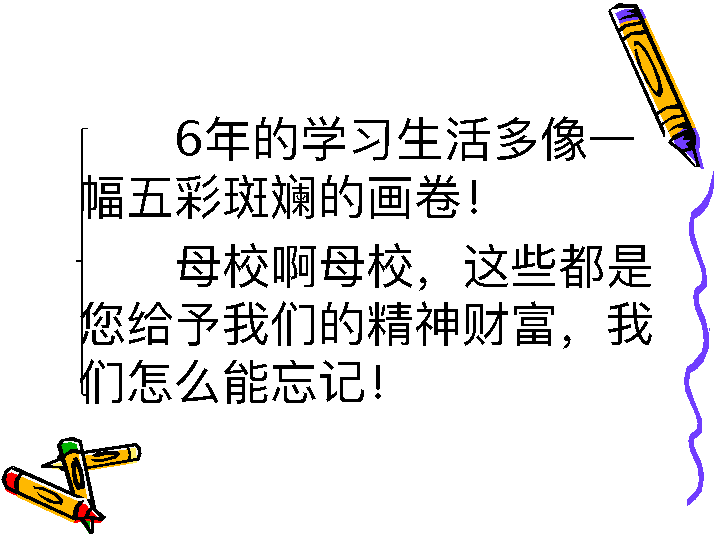 6年的学习生活多像一
幅五彩斑斓的画卷！
母校啊母校，这些都是
您给予我们的精神财富，我
们怎么能忘记！